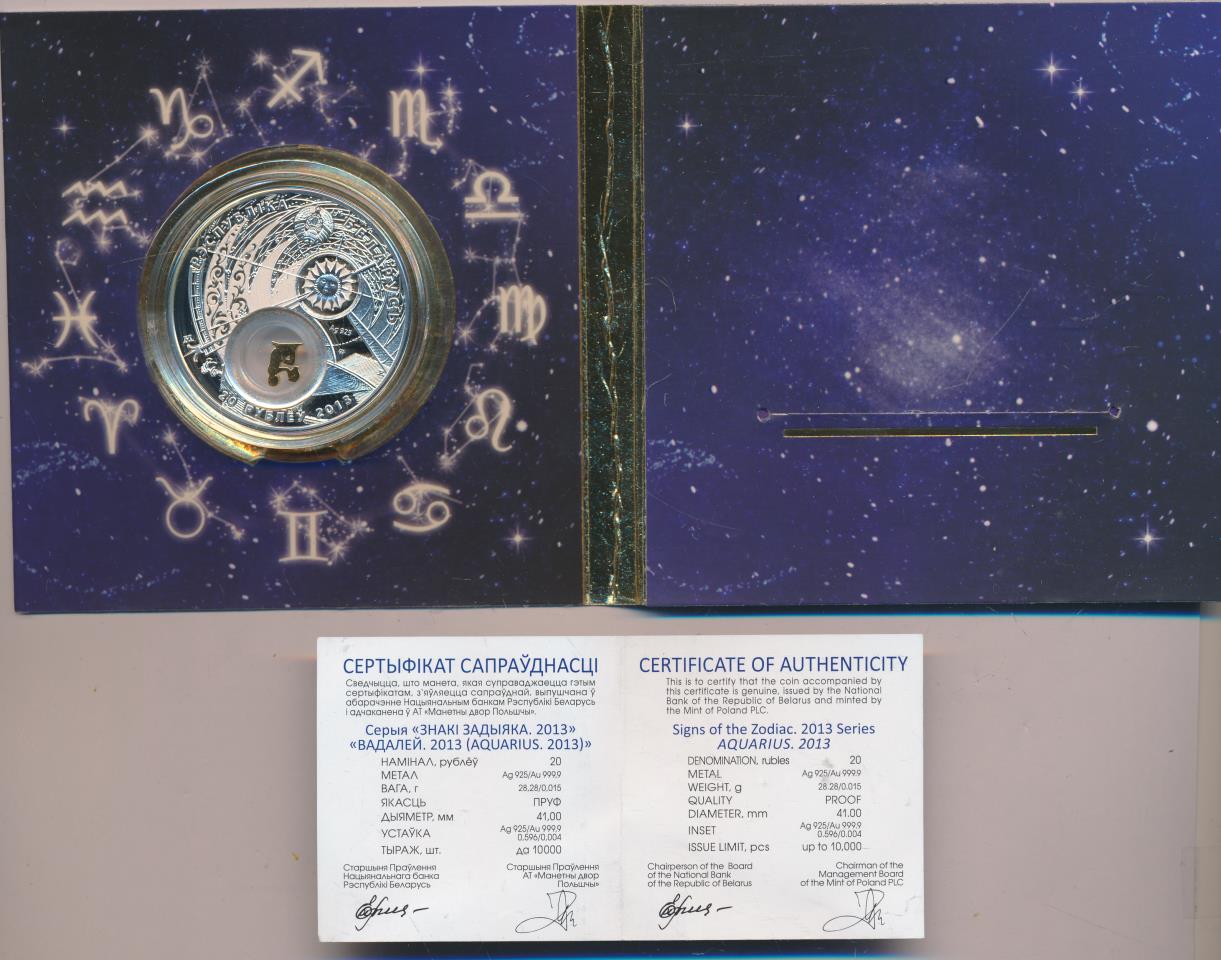 РЭСПУБЛІКА БЕЛАРУСЬ
Ag 925
20 РУБЛЁЎ 2013
СЕРТЫФІКАТ САПРАЎДНАСЦІ
Сведчыцца, што манета, якая суправаджаецца гэтым
сертыфікатам, з'яўляецца сапраўднай, выпушчана ў
абарачэнне Нацыянальным банкам Рэспублікі Беларусь
і адчаканена ў АТ «Манетны двор Польшчы».
Серыя «ЗНАКІ ЗАДЫЯКА. 2013»
«ВАДАЛЕЙ. 2013 (AQUARIUS. 2013)»
НАМІНАЛ, рублёў 20
МЕТАЛ Ag 925/Au 999,9
ВАГА, г 28,28/0,015
ЯКАСЦЬ ПРУФ
ДЫЯМЕТР, мм 41,00
УСТАЎКА Ag 925/Au 999,9
0,596/0,004
ТЫРАЖ, шт. да 10000
Старшыня Праўлення
Нацыянальнага банка
Рэспублікі Беларусь
Старшыня Праўлення
АТ «Манетны двор
Польшчы»
CERTIFICATE OF AUTHENTICITY
This is to certify that the coin accompanied by
this certificate is genuine, issued by the National
Bank of the Republic of Belarus and minted by
the Mint of Poland PLC.
Signs of the Zodiac. 2013 Series
AQUARIUS. 2013
DENOMINATION, rubles 20
METAL Ag 925/Au 999.9
WEIGHT, g 28.28/0.015
QUALITY PROOF
DIAMETER, mm 41.00
INSET Ag 925/Au 999.9
0.596/0.004
ISSUE LIMIT, pcs up to 10,000
Chairperson of the Board
of the National Bank
of the Republic of Belarus
Chairman of the
Management Board
of the Mint of Poland PLC